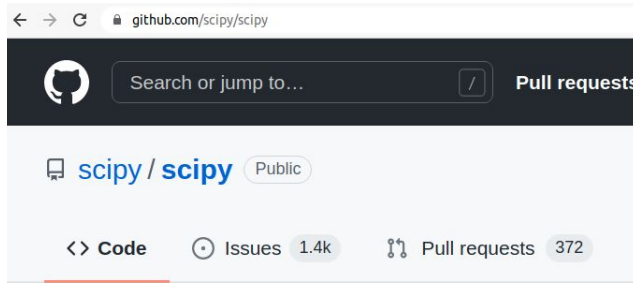 github.com/scipy/scipy
Search or jump to... / Pull requests
scipy / scipy Public
<> Code Issues 1.4k Pull requests 372